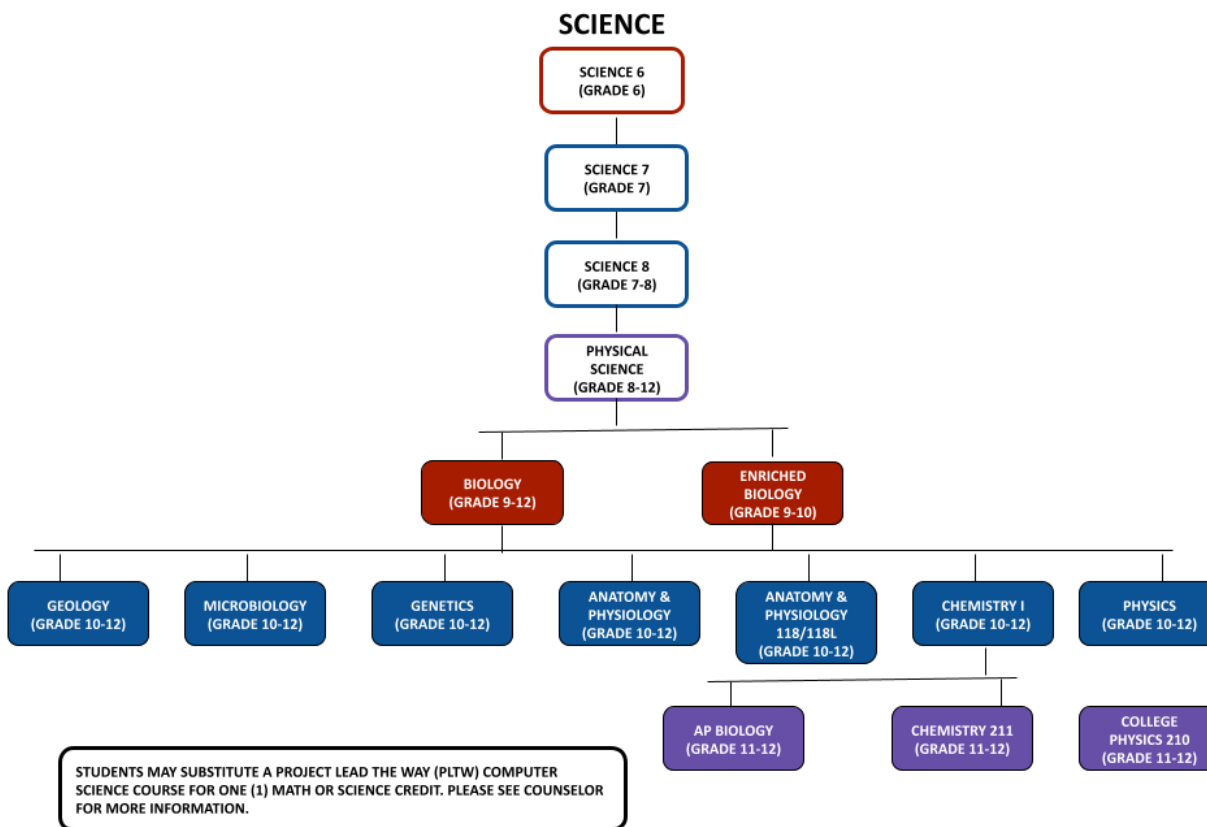 SCIENCE
SCIENCE 6
(GRADE 6)
SCIENCE 7
(GRADE 7)
SCIENCE 8
(GRADE 7-8)
PHYSICAL
SCIENCE
(GRADE 8-12)
BIOLOGY
(GRADE 9-12)
ENRICHED
BIOLOGY
(GRADE 9-10)
GEOLOGY
(GRADE 10-12)
MICROBIOLOGY
(GRADE 10-12)
GENETICS
(GRADE 10-12)
ANATOMY &
PHYSIOLOGY
(GRADE 10-12)
ANATOMY &
PHYSIOLOGY
118/118L
(GRADE 10-12)
CHEMISTRY I
(GRADE 10-12)
PHYSICS
(GRADE 10-12)
AP BIOLOGY
(GRADE 11-12)
CHEMISTRY 211
(GRADE 11-12)
COLLEGE
PHYSICS 210
(GRADE 11-12)
STUDENTS MAY SUBSTITUTE A PROJECT LEAD THE WAY (PLTW) COMPUTER
SCIENCE COURSE FOR ONE (1) MATH OR SCIENCE CREDIT. PLEASE SEE COUNSELOR
FOR MORE INFORMATION.